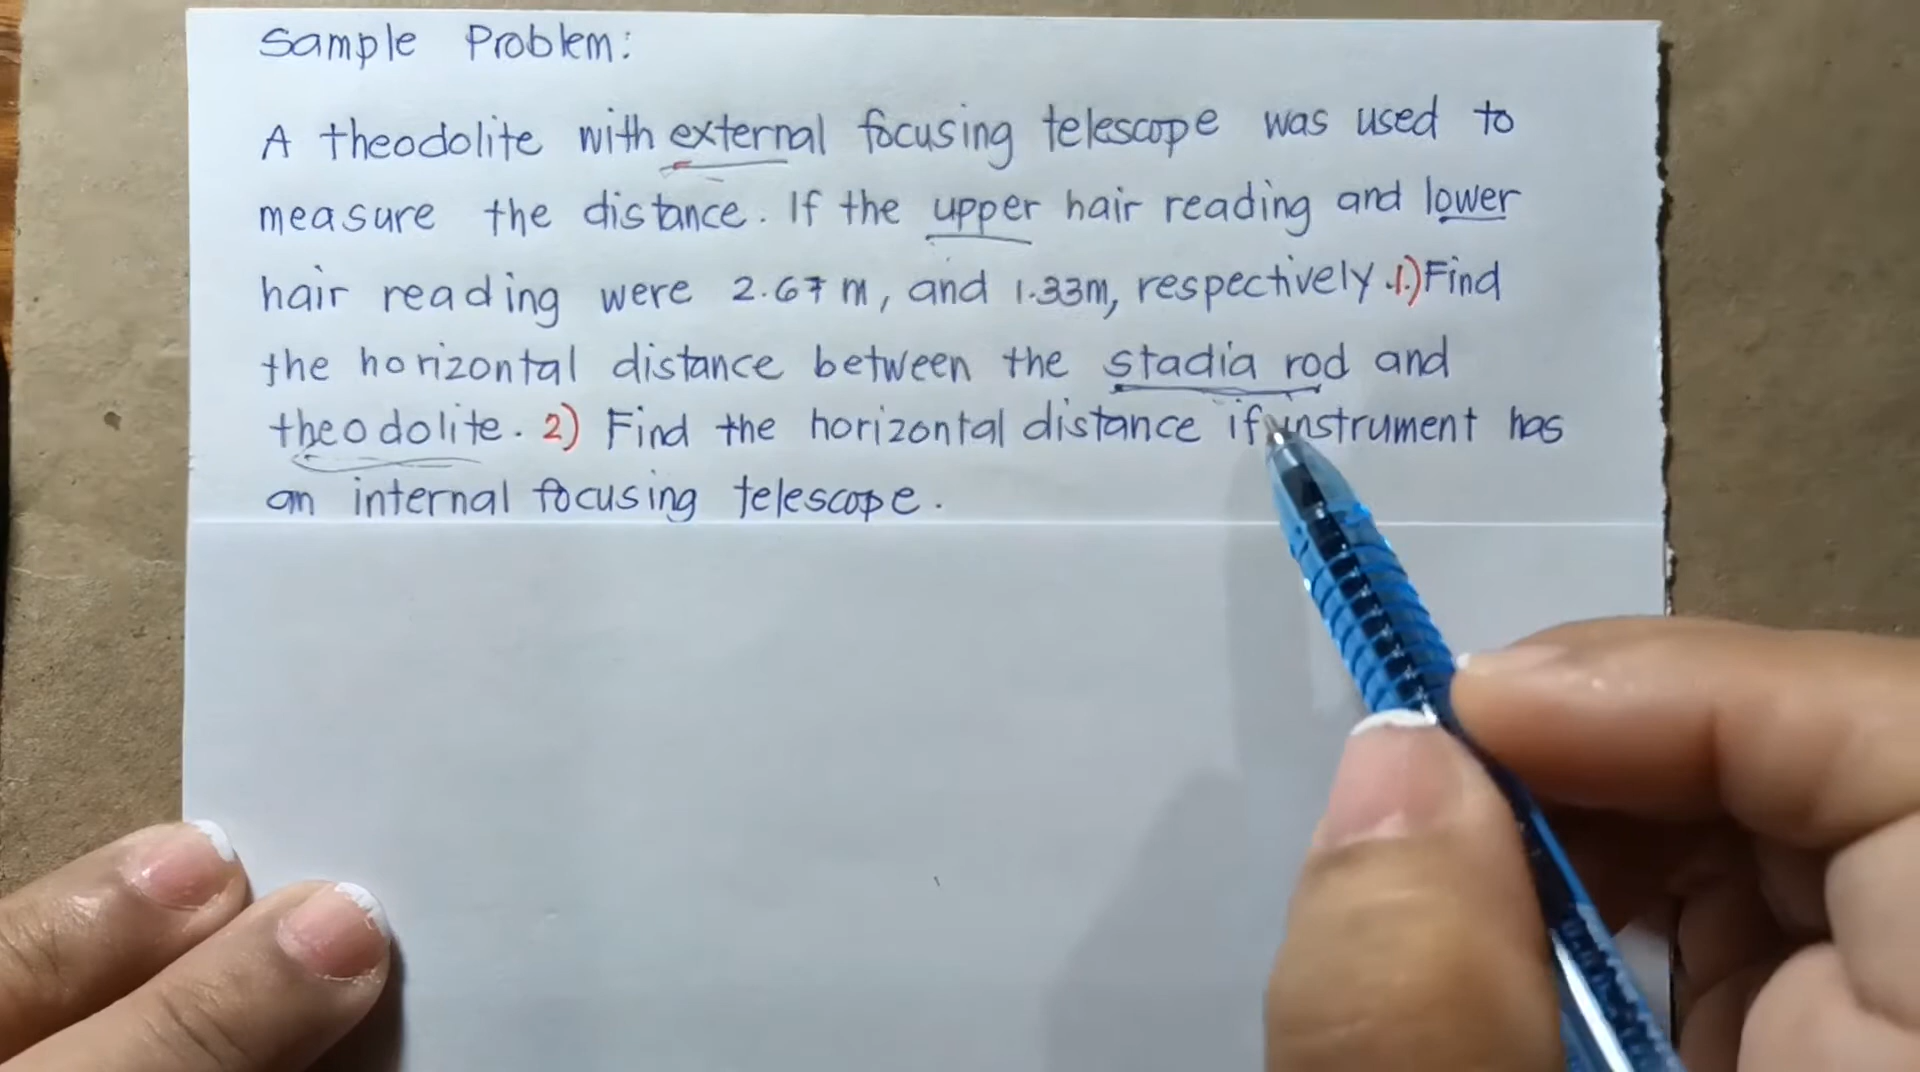 Sample Problem:
A theodolite with external focusing telescope was used to
measure the distance. If the upper hair reading and lower
hair reading were 2.67 m, and 1.33m, respectively. 1.) Find
the horizontal distance between the stadia rod and
theodolite. 2) Find the horizontal distance if instrument has
an internal focusing telescope.